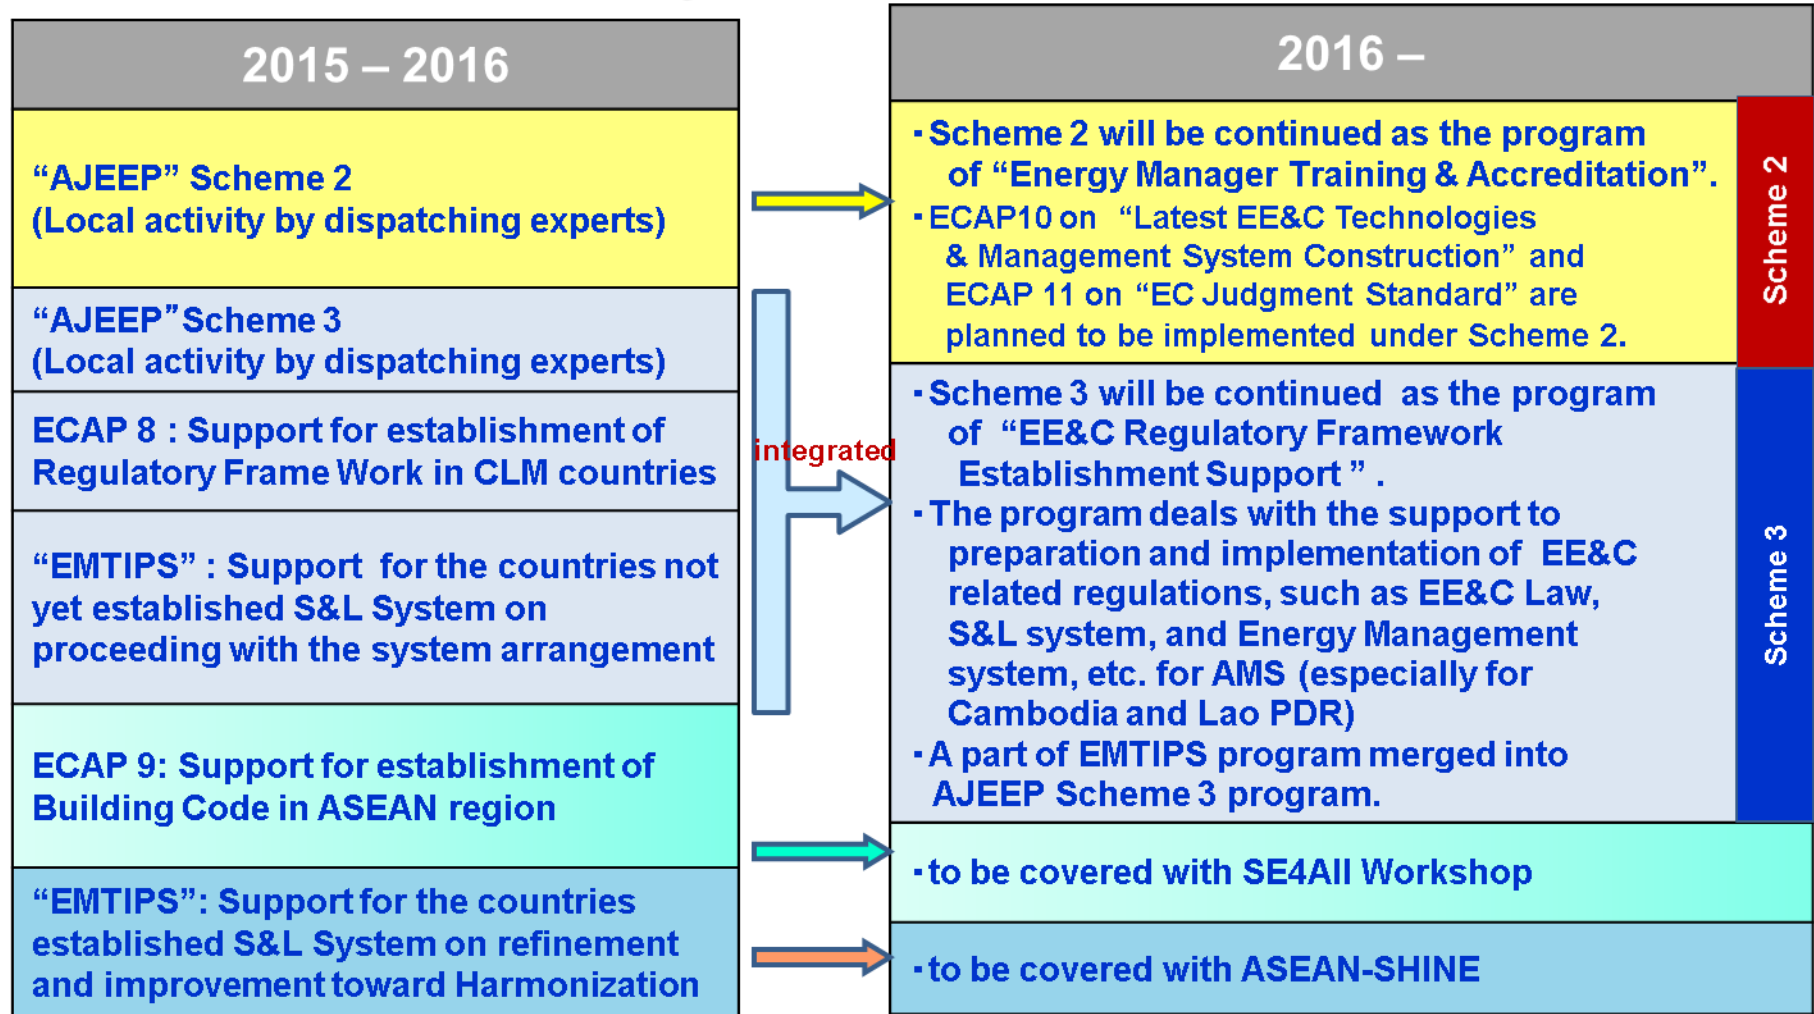 2015 – 2016
“AJEEP” Scheme 2
(Local activity by dispatching experts)
“AJEEP”Scheme 3
(Local activity by dispatching experts)
ECAP 8 : Support for establishment of
Regulatory Frame Work in CLM countries
“EMTIPS” : Support for the countries not
yet established S&L System on
proceeding with the system arrangement
ECAP 9: Support for establishment of
Building Code in ASEAN region
“EMTIPS”: Support for the countries
established S&L System on refinement
and improvement toward Harmonization
integrated
2016 –
・Scheme 2 will be continued as the program
of “Energy Manager Training & Accreditation”.
・ECAP10 on “Latest EE&C Technologies
& Management System Construction” and
ECAP 11 on “EC Judgment Standard” are
planned to be implemented under Scheme 2.
Scheme 2
・Scheme 3 will be continued as the program
of “EE&C Regulatory Framework
Establishment Support ” .
・The program deals with the support to
preparation and implementation of EE&C
related regulations, such as EE&C Law,
S&L system, and Energy Management
system, etc. for AMS (especially for
Cambodia and Lao PDR)
・A part of EMTIPS program merged into
AJEEP Scheme 3 program.
Scheme 3
・to be covered with SE4All Workshop
・to be covered with ASEAN-SHINE